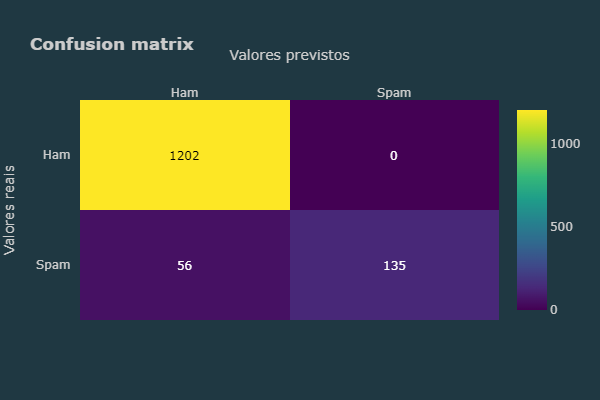 Confusion matrix
Valores previstos
Ham Spam
Valores reais
Ham 1202 0
Spam 56 135
1000
500
0